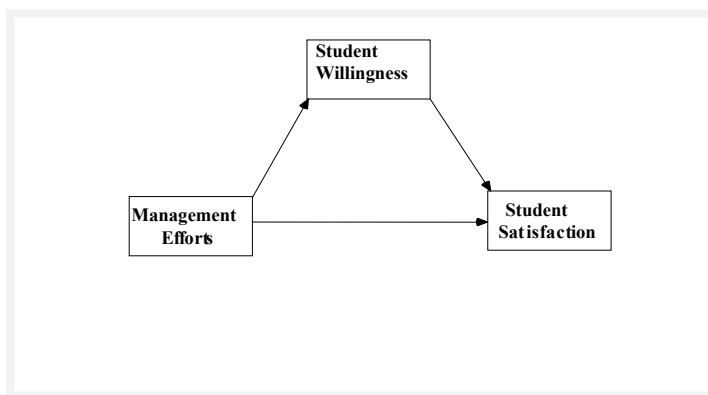 Student
Willingness
Management
Efforts
Student
Satisfaction